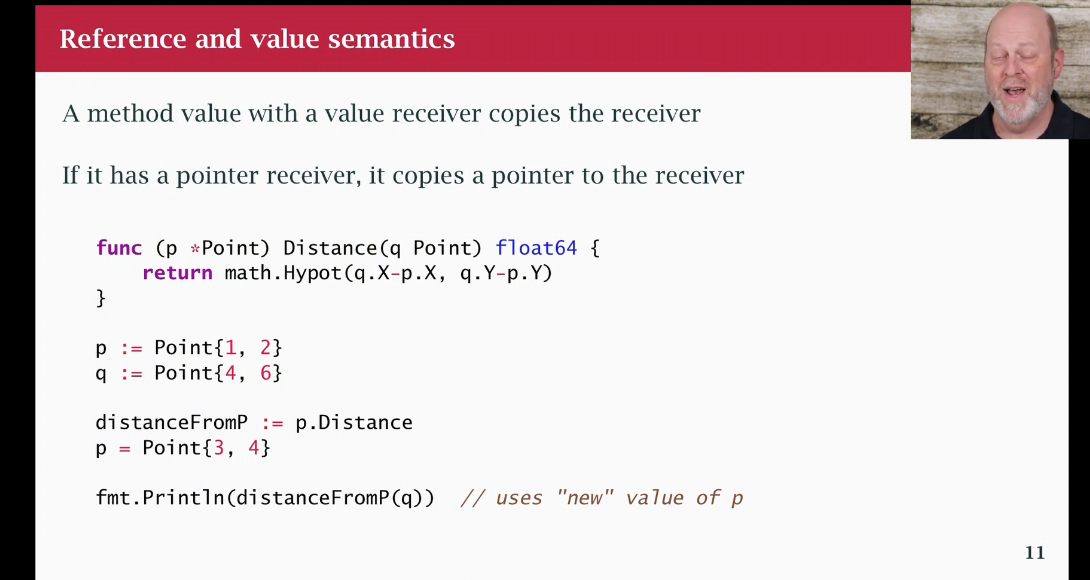 Reference and value semantics
A method value with a value receiver copies the receiver
If it has a pointer receiver, it copies a pointer to the receiver
func (p *Point) Distance(q Point) float64 {
    return math.Hypot(q.X-p.X, q.Y-p.Y)
}
p := Point{1, 2}
q := Point{4, 6}
distanceFromP := p.Distance
p = Point{3, 4}
fmt.Println(distanceFromP(q))  // uses "new" value of p
11